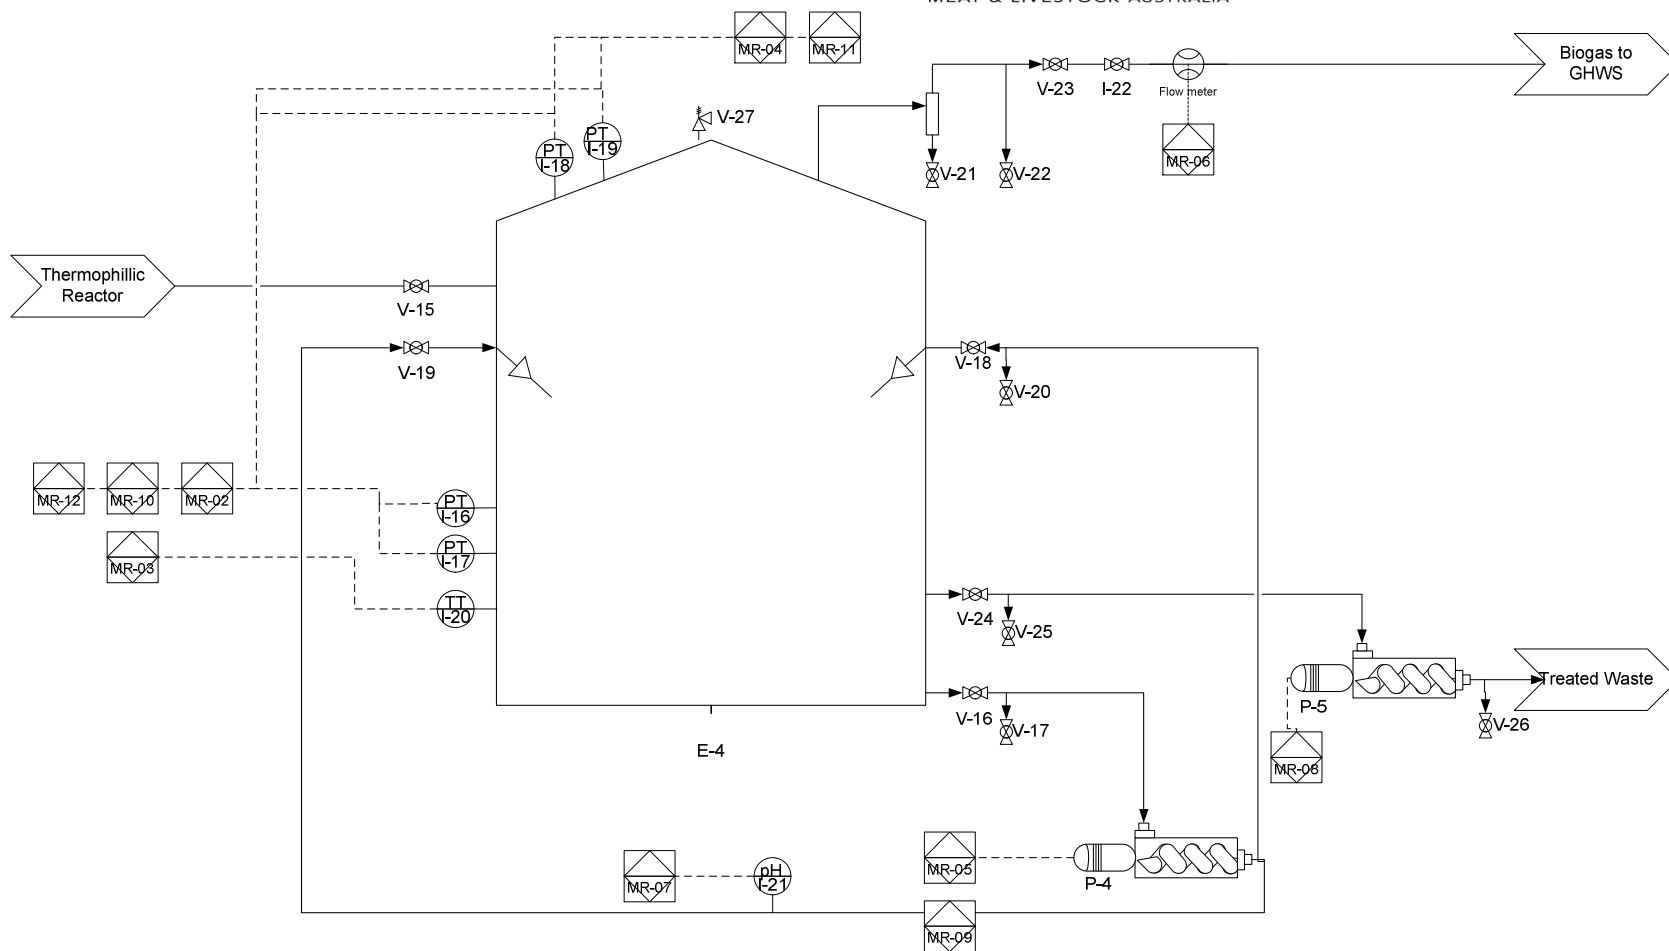 MEAT & LIVESTOCK AUSTRALIA
MR-04
MR-11
Biogas to
GHWS
V-23
I-22
Flow meter
V-27
PT
I-18
PT
I-19
MR-06
V-21
V-22
Thermophillic
Reactor
V-15
V-19
V-18
V-20
MR-12
MR-10
MR-02
PT
I-16
PT
I-17
MR-03
TT
I-20
V-24
V-25
Treated Waste
P-5
V-26
V-16
V-17
E-4
MR-08
MR-05
P-4
MR-07
pH
I-21
MR-09